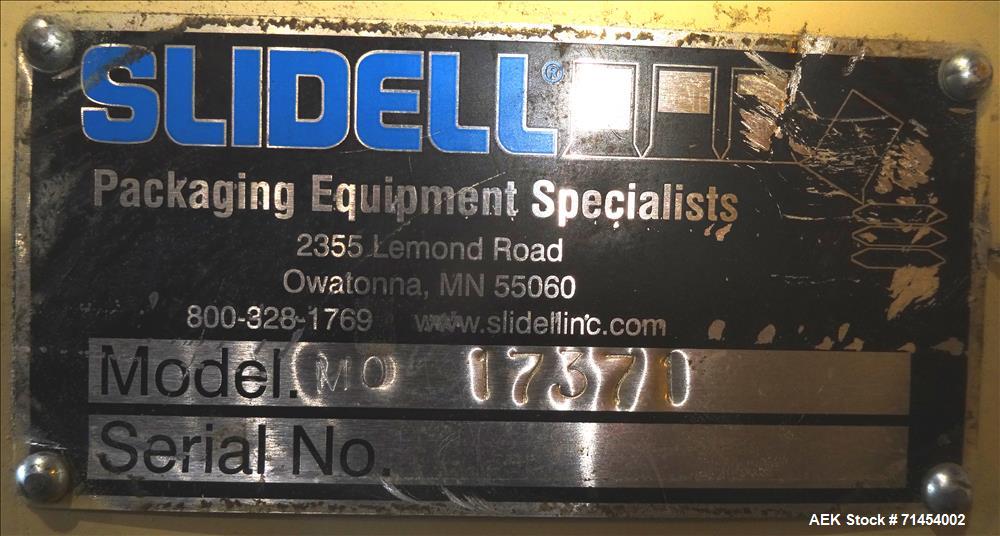 SLIDELL®
Packaging Equipment Specialists
2355 Lemond Road
Owatonna, MN 55060
800-328-1769 www.slidellinc.com
Model. MO 17371
Serial No.
AEK Stock # 71454002